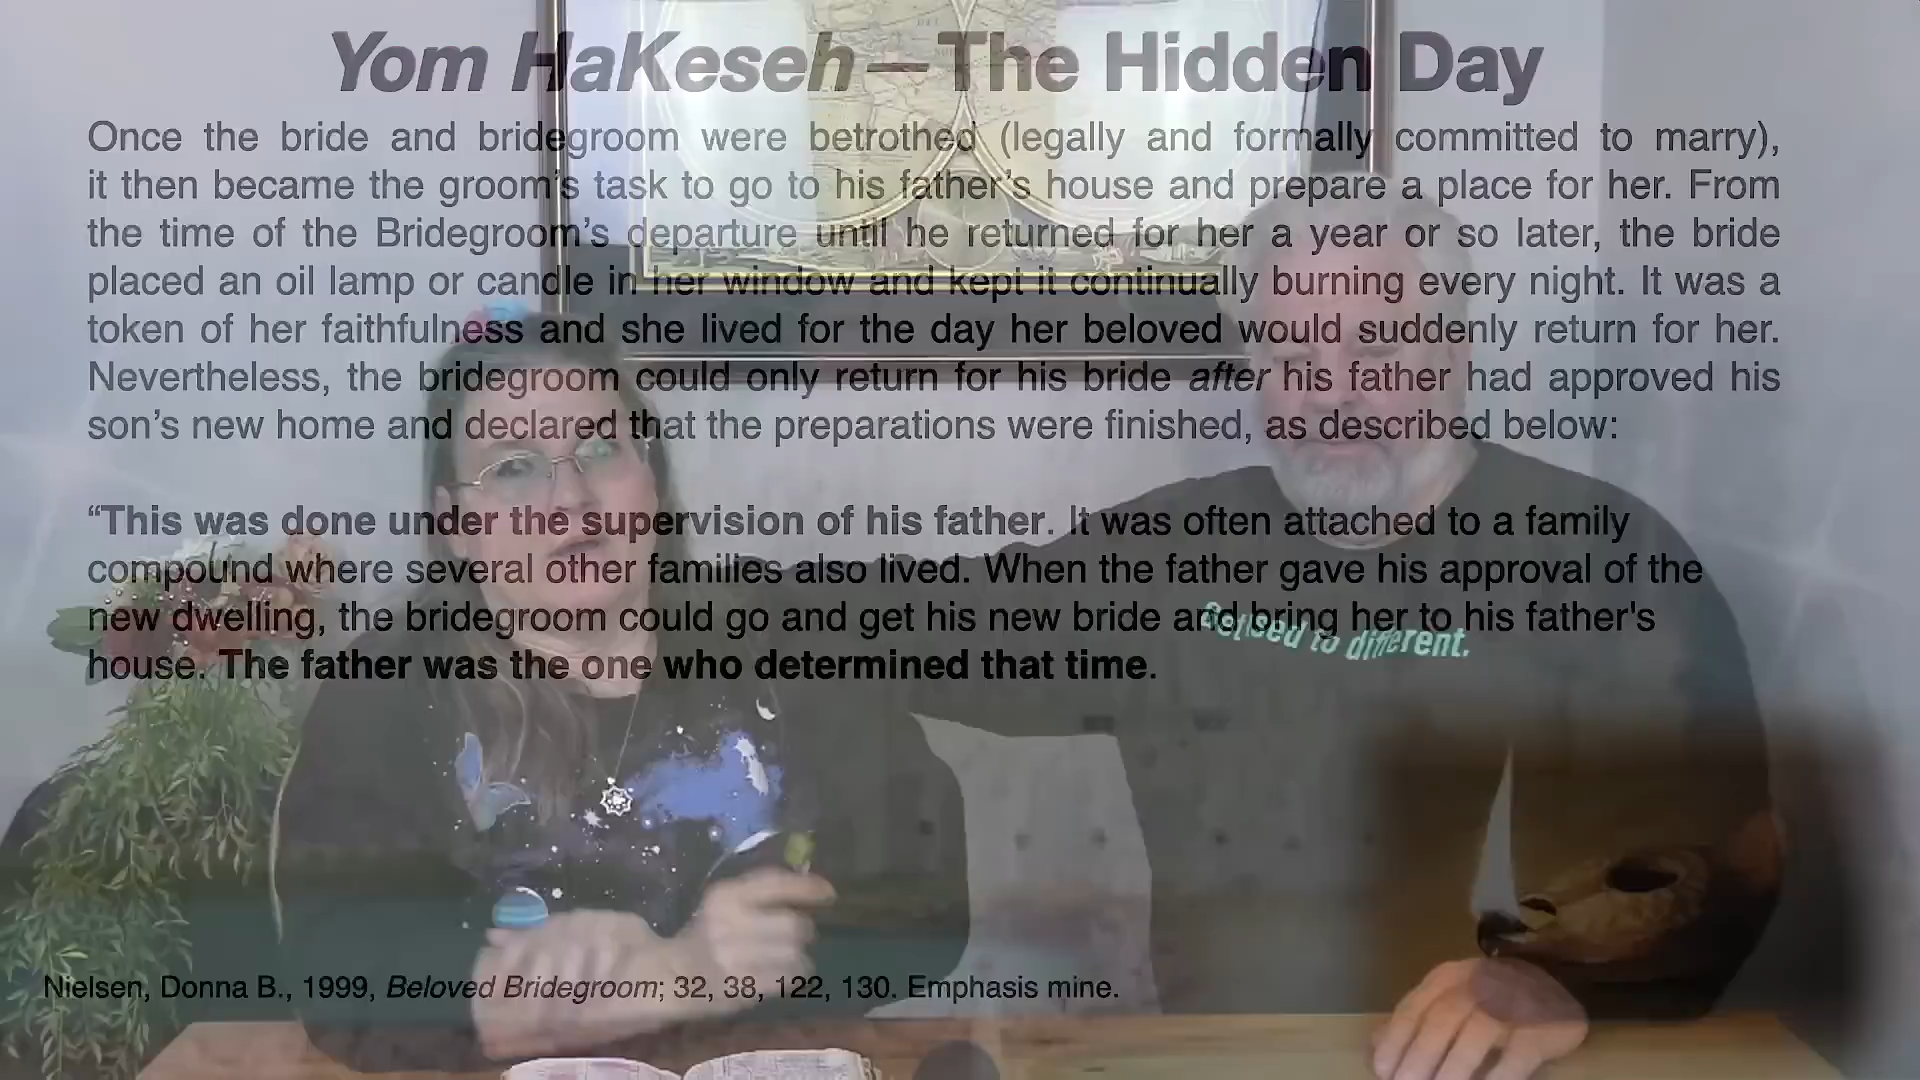 Yom HaKeseh—The Hidden Day
Once the bride and bridegroom were betrothed (legally and formally committed to marry),
it then became the groom's task to go to his father's house and prepare a place for her. From
the time of the Bridegroom's departure until he returned for her a year or so later, the bride
placed an oil lamp or candle in her window and kept it continually burning every night. It was a
token of her faithfulness and she lived for the day her beloved would suddenly return for her.
Nevertheless, the bridegroom could only return for his bride after his father had approved his
son's new home and declared that the preparations were finished, as described below:
“This was done under the supervision of his father. It was often attached to a family
compound where several other families also lived. When the father gave his approval of the
new dwelling, the bridegroom could go and get his new bride and bring her to his father's
house. The father was the one who determined that time.
to different.
Nielsen, Donna B., 1999, Beloved Bridegroom; 32, 38, 122, 130. Emphasis mine.